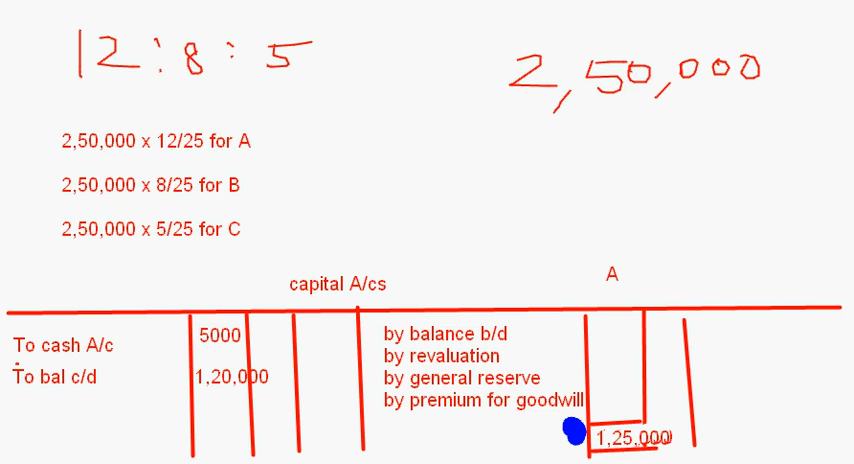 12 : 8 : 5
2,50,000
2,50,000 x 12/25 for A
2,50,000 x 8/25 for B
2,50,000 x 5/25 for C
capital A/cs
A
To cash A/c
5000
To bal c/d
1,20,000
by balance b/d
by revaluation
by general reserve
by premium for goodwill
1,25,000